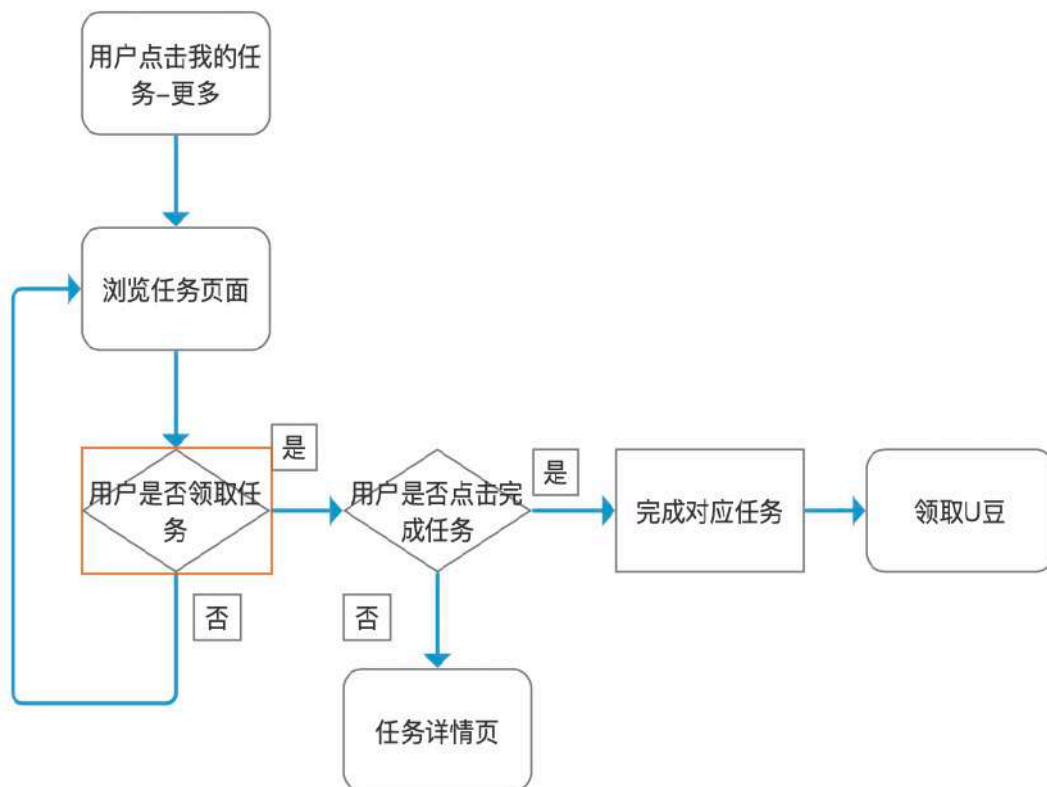 用户点击我的任
务-更多
浏览任务页面
是
用户是否领取任
务
用户是否点击完
成任务
是
完成对应任务
领取U豆
否
否
任务详情页